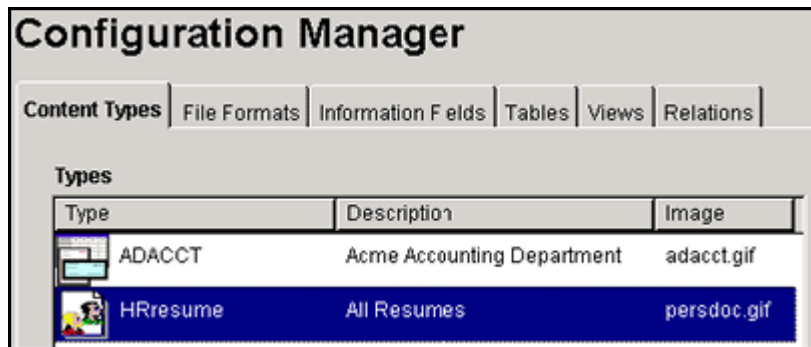 Configuration Manager
Content Types File Formats Information Fields Tables Views Relations
Types
Type Description Image
ADACCT Acme Accounting Department adacct.gif
HRresume All Resumes persdoc.gif